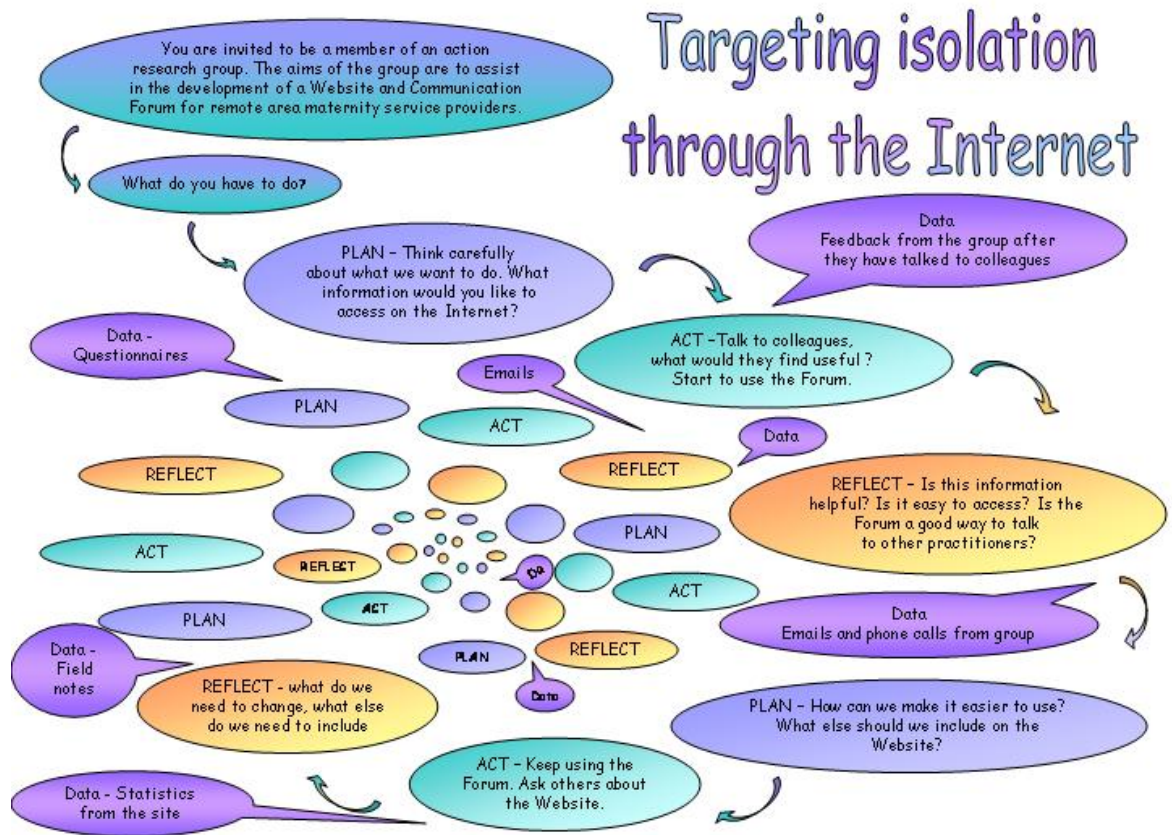 Targeting isolation
through the Internet
You are invited to be a member of an action
research group. The aims of the group are to assist
in the development of a Website and Communication
Forum for remote area maternity service providers.
What do you have to do?
PLAN – Think carefully
about what we want to do. What
information would you like to
access on the Internet?
Data
Feedback from the group after
they have talked to colleagues
ACT –Talk to colleagues,
what would they find useful ?
Start to use the Forum.
REFLECT – Is this information
helpful? Is it easy to access? Is the
Forum a good way to talk
to other practitioners?
Data
Emails and phone calls from group
PLAN – How can we make it easier to use?
What else should we include on the
Website?
ACT – Keep using the
Forum. Ask others about
the Website.
Data - Statistics
from the site
REFLECT - what do we
need to change, what else
do we need to include
Data -
Field
notes
PLAN
ACT
REFLECT
PLAN
Data -
Questionnaires
ACT
Emails
REFLECT
Data
PLAN
ACT
REFLECT
PLAN
Data
ACT
REFLECT